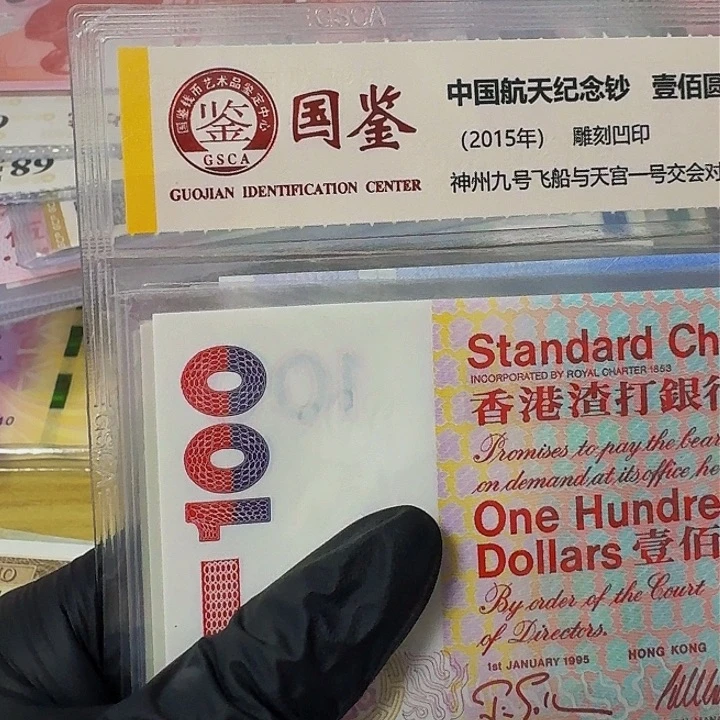 GSCA
国鉴钱币艺术品鉴定中心
鉴
GSCA
国鉴
GUOJIAN IDENTIFICATION CENTER
中国航天纪念钞 壹佰圆
(2015年) 雕刻凹印
神州九号飞船与天宫一号交会对
89
100
Standard Ch
INCORPORATED BY ROYAL CHARTER 1853
香港渣打銀行
Promises to pay the bear
on demand at its office he
One Hundre
Dollars 壹佰
By order of the Court
of Directors.
1st JANUARY 1995 HONG KONG